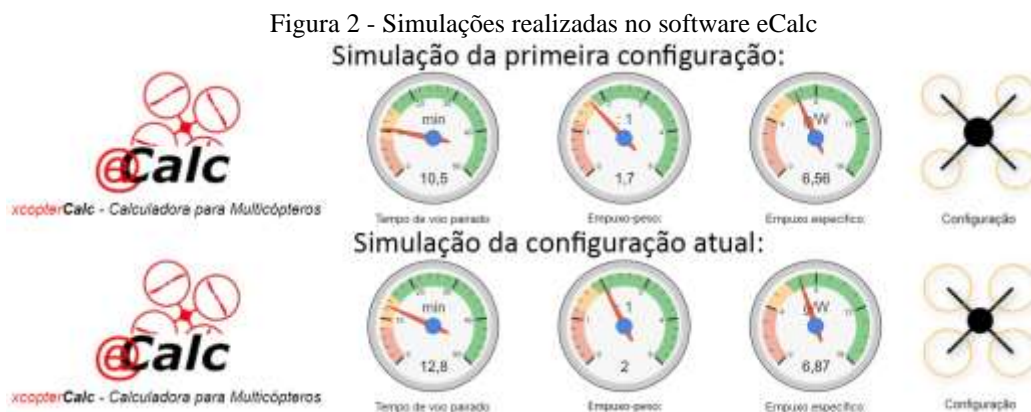 Figura 2 - Simulações realizadas no software eCalc
Simulação da primeira configuração:
min
: 1
g/W
10,5
1,7
6,56
eCalc
xcopterCalc - Calculadora para Multicópteros
Tempo de voo pairado
Empuxo-peso:
Empuxo específico:
Configuração
Simulação da configuração atual:
min
: 1
g/W
12,8
2
6,87
eCalc
xcopterCalc - Calculadora para Multicópteros
Tempo de voo pairado
Empuxo-peso:
Empuxo específico:
Configuração